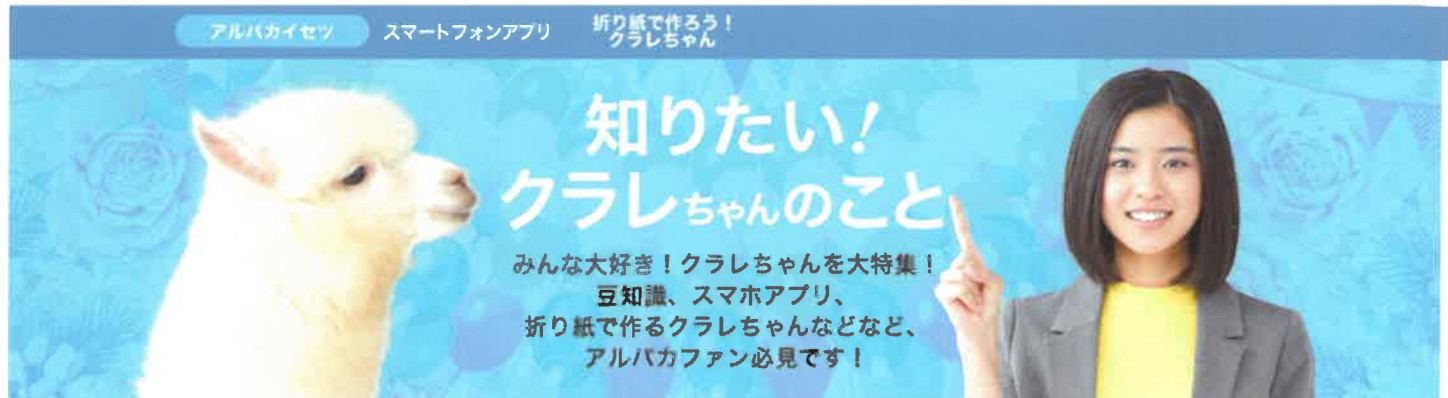 アルパカイセツ
スマートフォンアプリ
折り紙で作ろう！
クラレちゃん
知りたい！
クラレちゃんのこと
みんな大好き！クラレちゃんを大特集！
豆知識、スマホアプリ、
折り紙で作るクラレちゃんなどなど、
アルパカファン必見です！